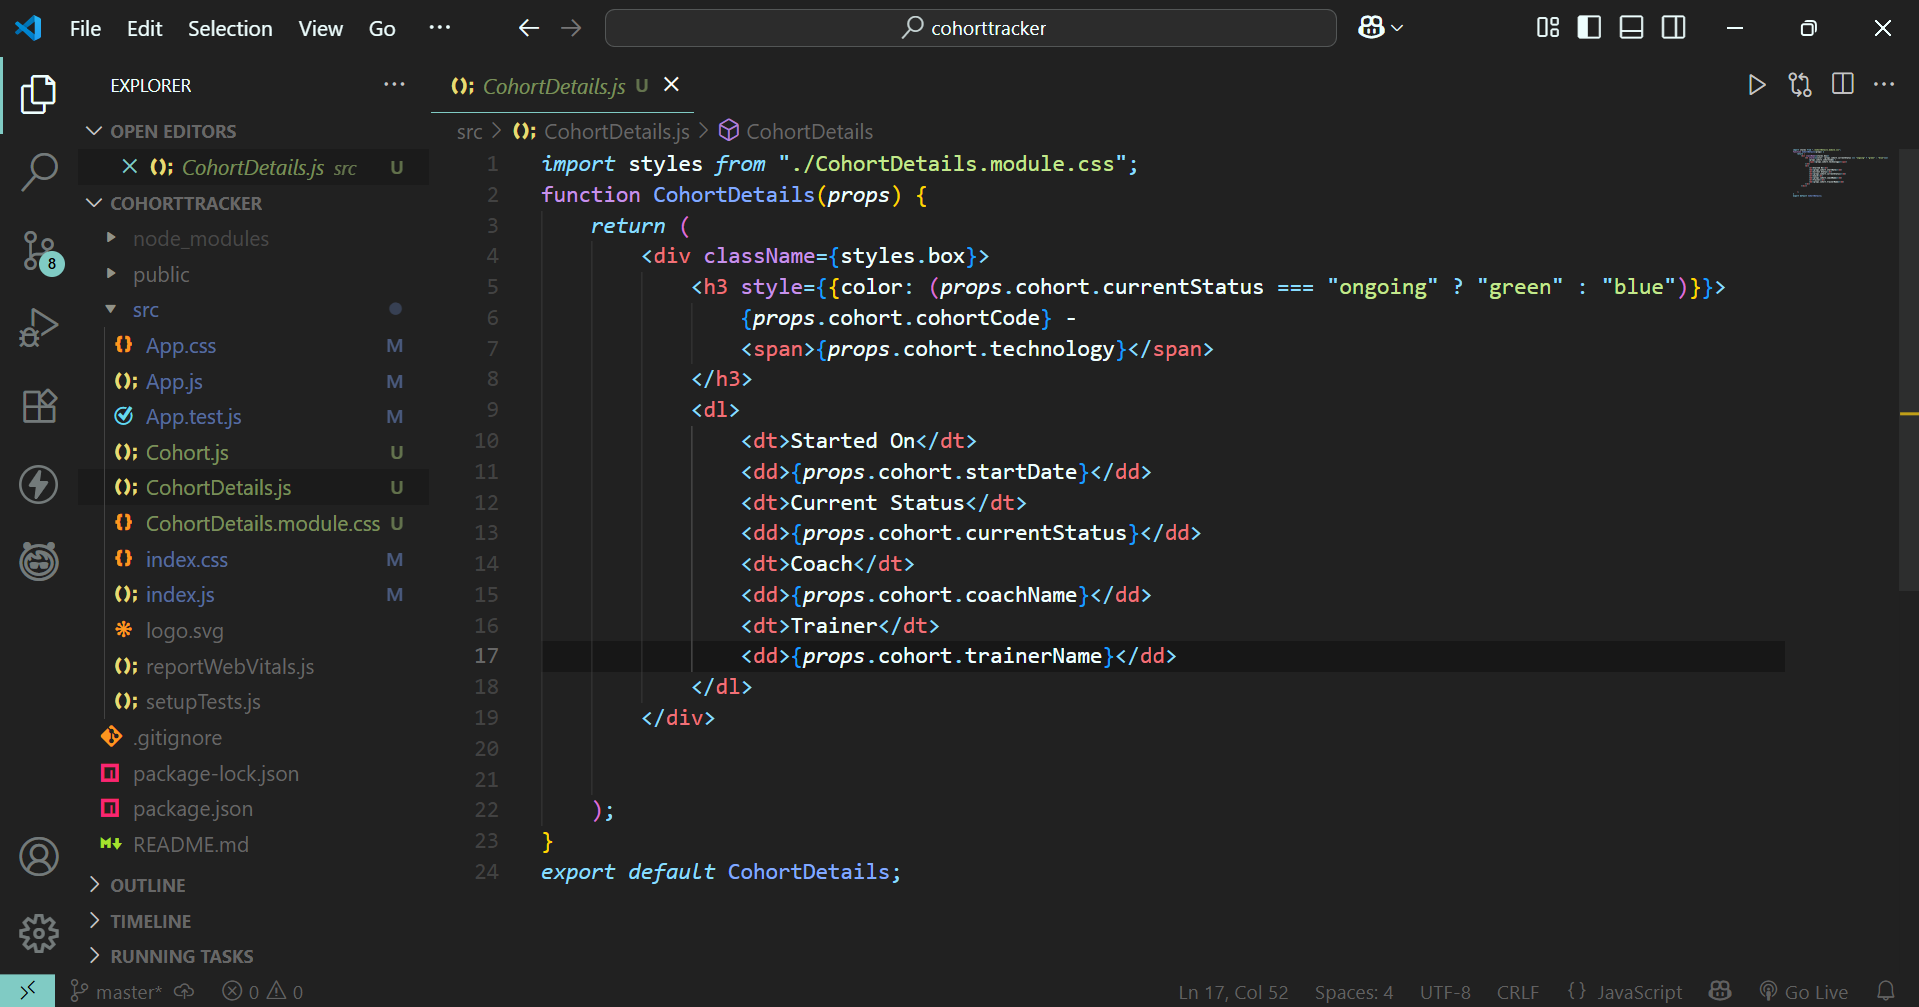 File Edit Selection View Go ··· cohorttracker
EXPLORER ···
OPEN EDITORS
CohortDetails.js src U
COHORTTRACKER
node_modules
public
src
App.css M
App.js M
App.test.js M
Cohort.js U
CohortDetails.js U
CohortDetails.module.css U
index.css M
index.js M
logo.svg
reportWebVitals.js
setupTests.js
.gitignore
package-lock.json
package.json
README.md
OUTLINE
TIMELINE
RUNNING TASKS
8
CohortDetails.js U
src > CohortDetails.js > CohortDetails
1 import styles from "./CohortDetails.module.css";
2 function CohortDetails(props) {
3 return (
4 <div className={styles.box}>
5 <h3 style={{color: (props.cohort.currentStatus === "ongoing" ? "green" : "blue")}}>
6 {props.cohort.cohortCode} -
7 <span>{props.cohort.technology}</span>
8 </h3>
9 <dl>
10 <dt>Started On</dt>
11 <dd>{props.cohort.startDate}</dd>
12 <dt>Current Status</dt>
13 <dd>{props.cohort.currentStatus}</dd>
14 <dt>Coach</dt>
15 <dd>{props.cohort.coachName}</dd>
16 <dt>Trainer</dt>
17 <dd>{props.cohort.trainerName}</dd>
18 </dl>
19 </div>
20
21
22 );
23 }
24 export default CohortDetails;
master* 0 0 Ln 17, Col 52 Spaces: 4 UTF-8 CRLF {} JavaScript Go Live